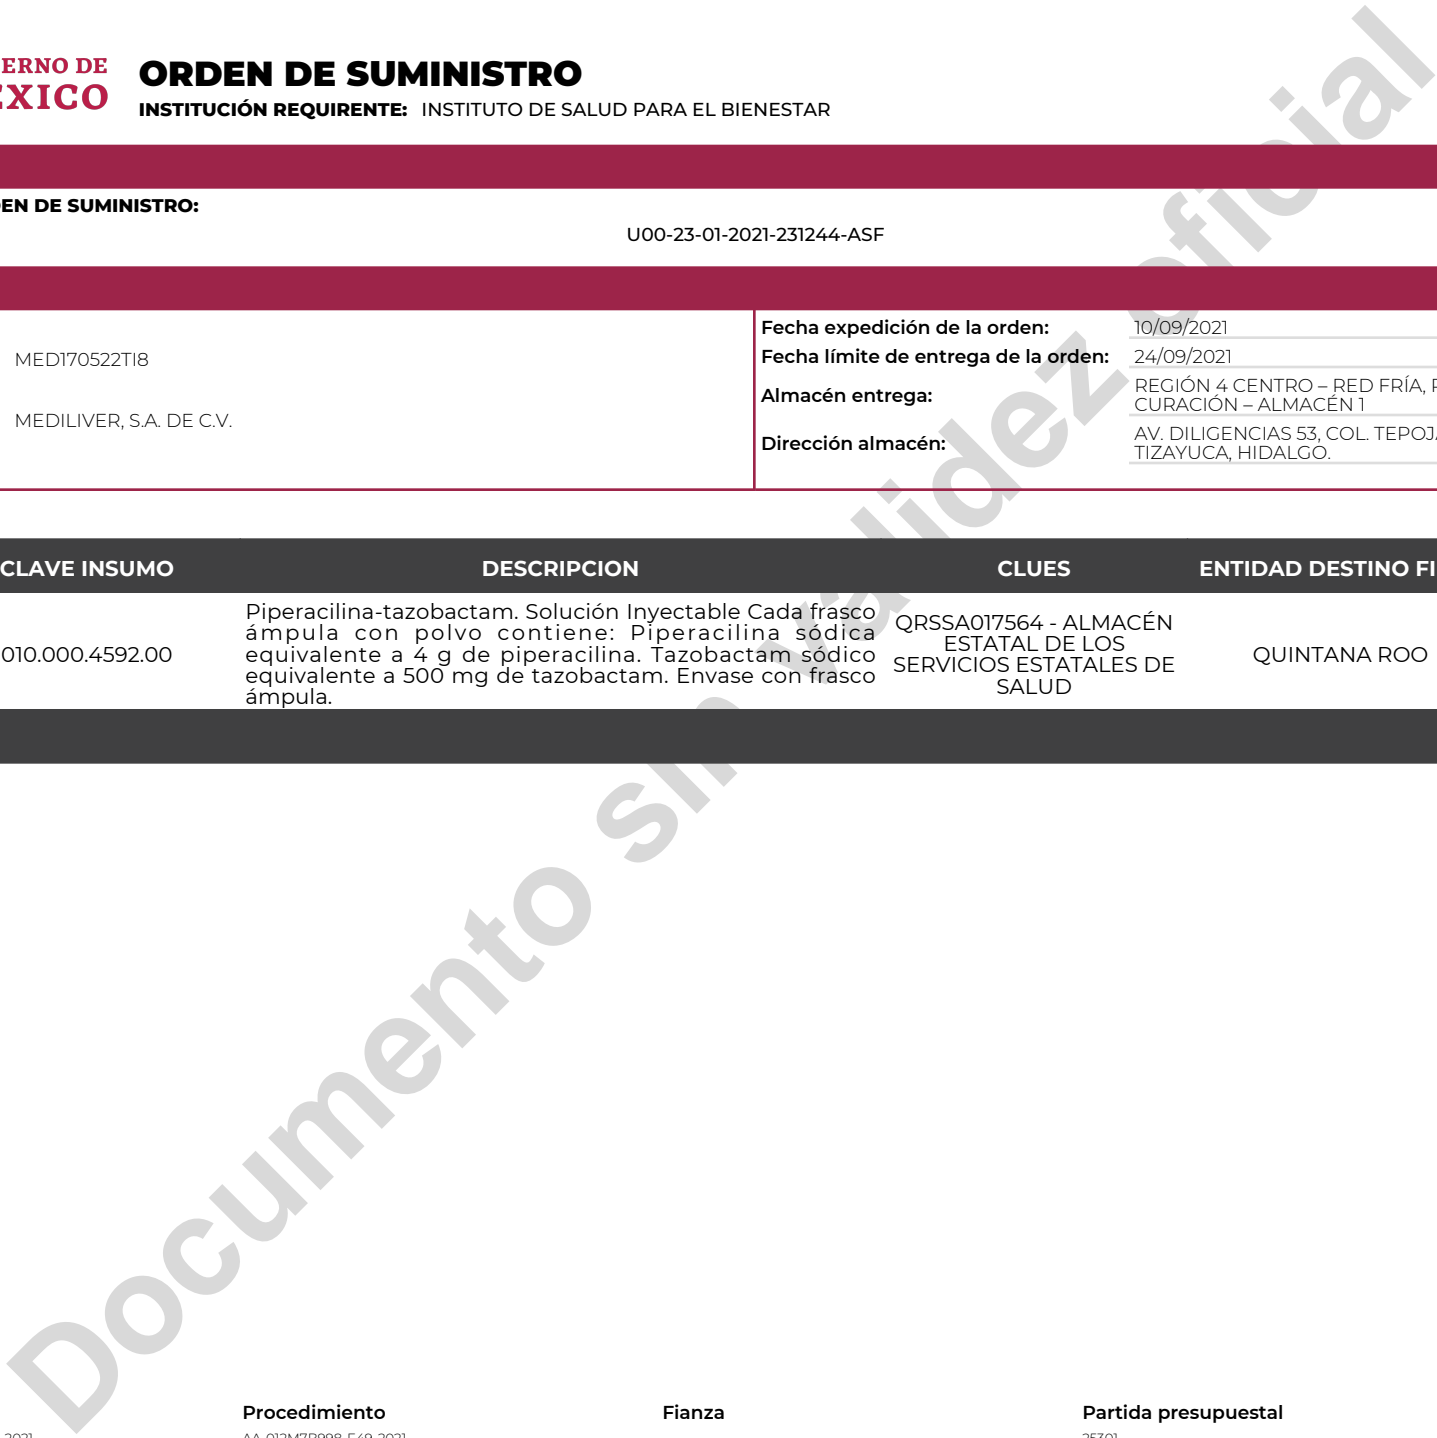 ORDEN DE SUMINISTRO
INSTITUCIÓN REQUIRENTE: INSTITUTO DE SALUD PARA EL BIENESTAR
DE SUMINISTRO:
U00-23-01-2021-231244-ASF
MED170522TI8
MEDILIVER, S.A. DE C.V.
Fecha expedición de la orden: 10/09/2021
Fecha límite de entrega de la orden: 24/09/2021
Almacén entrega: REGIÓN 4 CENTRO – RED FRÍA,
CURACIÓN – ALMACÉN 1
Dirección almacén: AV. DILIGENCIAS 53, COL.
TIZAYUCA, HIDALGO.
CLAVE INSUMO DESCRIPCION CLUES ENTIDAD DESTINO
010.000.4592.00
Piperacilina-tazobactam. Solución Inyectable Cada frasco
ámpula con polvo contiene: Piperacilina sódica
equivalente a 4 g de piperacilina. Tazobactam sódico
equivalente a 500 mg de tazobactam. Envase con frasco
ámpula.
QRSSA017564 - ALMACÉN
ESTATAL DE LOS
SERVICIOS ESTATALES DE
SALUD
QUINTANA ROO
Documento sin validez oficial
Procedimiento Fianza Partida presupuestal